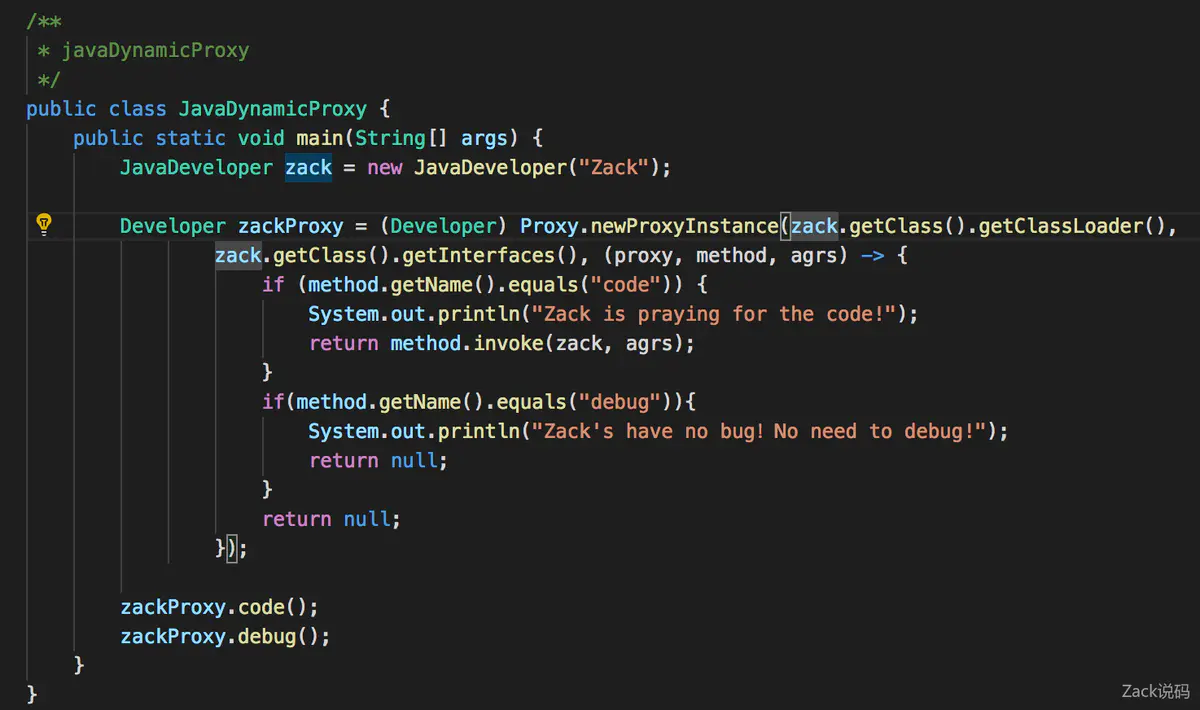 /**
 * javaDynamicProxy
 */
public class JavaDynamicProxy {
    public static void main(String[] args) {
        JavaDeveloper zack = new JavaDeveloper("Zack");

        Developer zackProxy = (Developer) Proxy.newProxyInstance(zack.getClass().getClassLoader(),
                zack.getClass().getInterfaces(), (proxy, method, agrs) -> {
                    if (method.getName().equals("code")) {
                        System.out.println("Zack is praying for the code!");
                        return method.invoke(zack, agrs);
                    }
                    if(method.getName().equals("debug")){
                        System.out.println("Zack's have no bug! No need to debug!");
                        return null;
                    }
                    return null;
                });

        zackProxy.code();
        zackProxy.debug();
    }
}
Zack说码